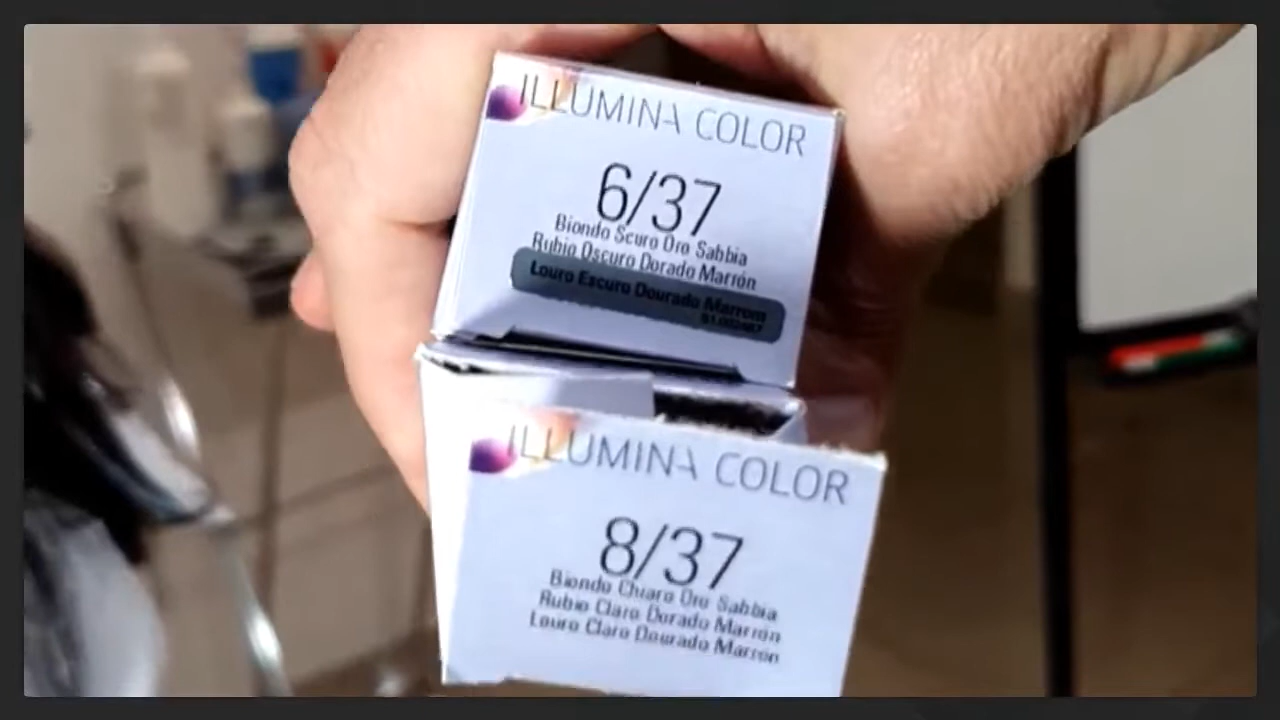 ILLUMINA COLOR
6/37
Biondo Scuro Oro Sabbia
Rubio Oscuro Dorado Marrón
Louro Escuro Dourado Marrom
ILLUMINA COLOR
8/37
Biondo Chiaro Oro Sabbia
Rubio Claro Dorado Marrón
Louro Claro Dourado Marron